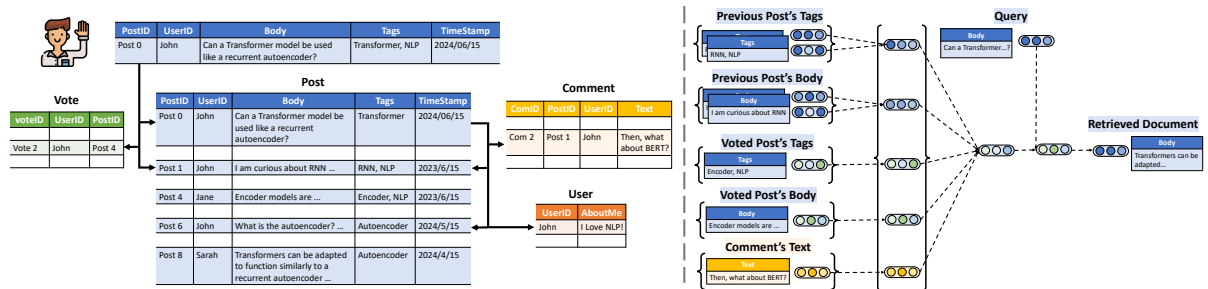 PostID UserID Body Tags TimeStamp
Post 0 John Can a Transformer model be used Transformer, NLP 2024/06/15
like a recurrent autoencoder?
Post
PostID UserID Body Tags TimeStamp
Post 0 John Can a Transformer model be Transformer 2024/06/15
used like a recurrent
autoencoder?
Post 1 John I am curious about RNN ... RNN, NLP 2023/6/15
Post 4 Jane Encoder models are ... Encoder, NLP 2023/6/15
Post 6 John What is the autoencoder? ... Autoencoder 2024/5/15
Post 8 Sarah Transformers can be adapted Autoencoder 2024/4/15
to function similarly to a
recurrent autoencoder ...
Vote
voteID UserID PostID
Vote 2 John Post 4
Comment
ComID PostID UserID Text
Com 2 Post 1 John Then, what
about BERT?
User
UserID AboutMe
John I Love NLP!
Previous Post's Tags
Tags
RNN, NLP
Previous Post's Body
Body
I am curious about RNN
Voted Post's Tags
Tags
Encoder, NLP
Voted Post's Body
Body
Encoder models are ...
Comment's Text
Text
Then, what about BERT?
Query
Body
Can a Transformer...?
Retrieved Document
Body
Transformers can be
adapted...